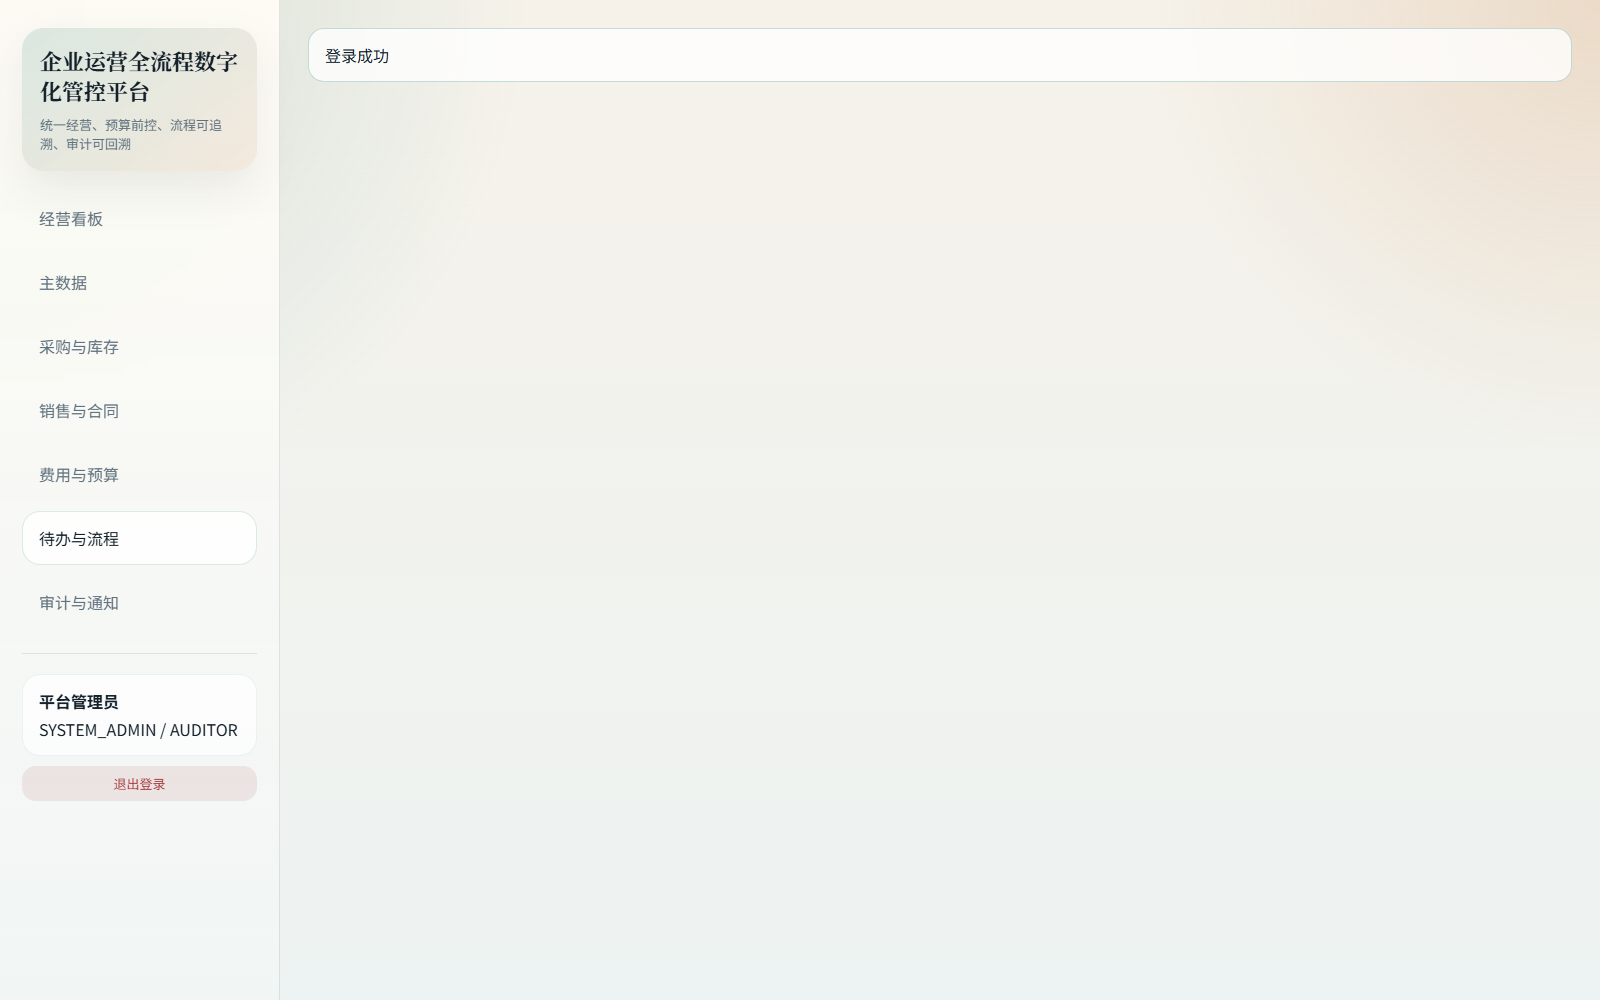 企业运营全流程数字
化管控平台
统一经营、预算前控、流程可追
溯、审计可回溯
经营看板
主数据
采购与库存
销售与合同
费用与预算
待办与流程
审计与通知
平台管理员
SYSTEM_ADMIN / AUDITOR
退出登录
登录成功